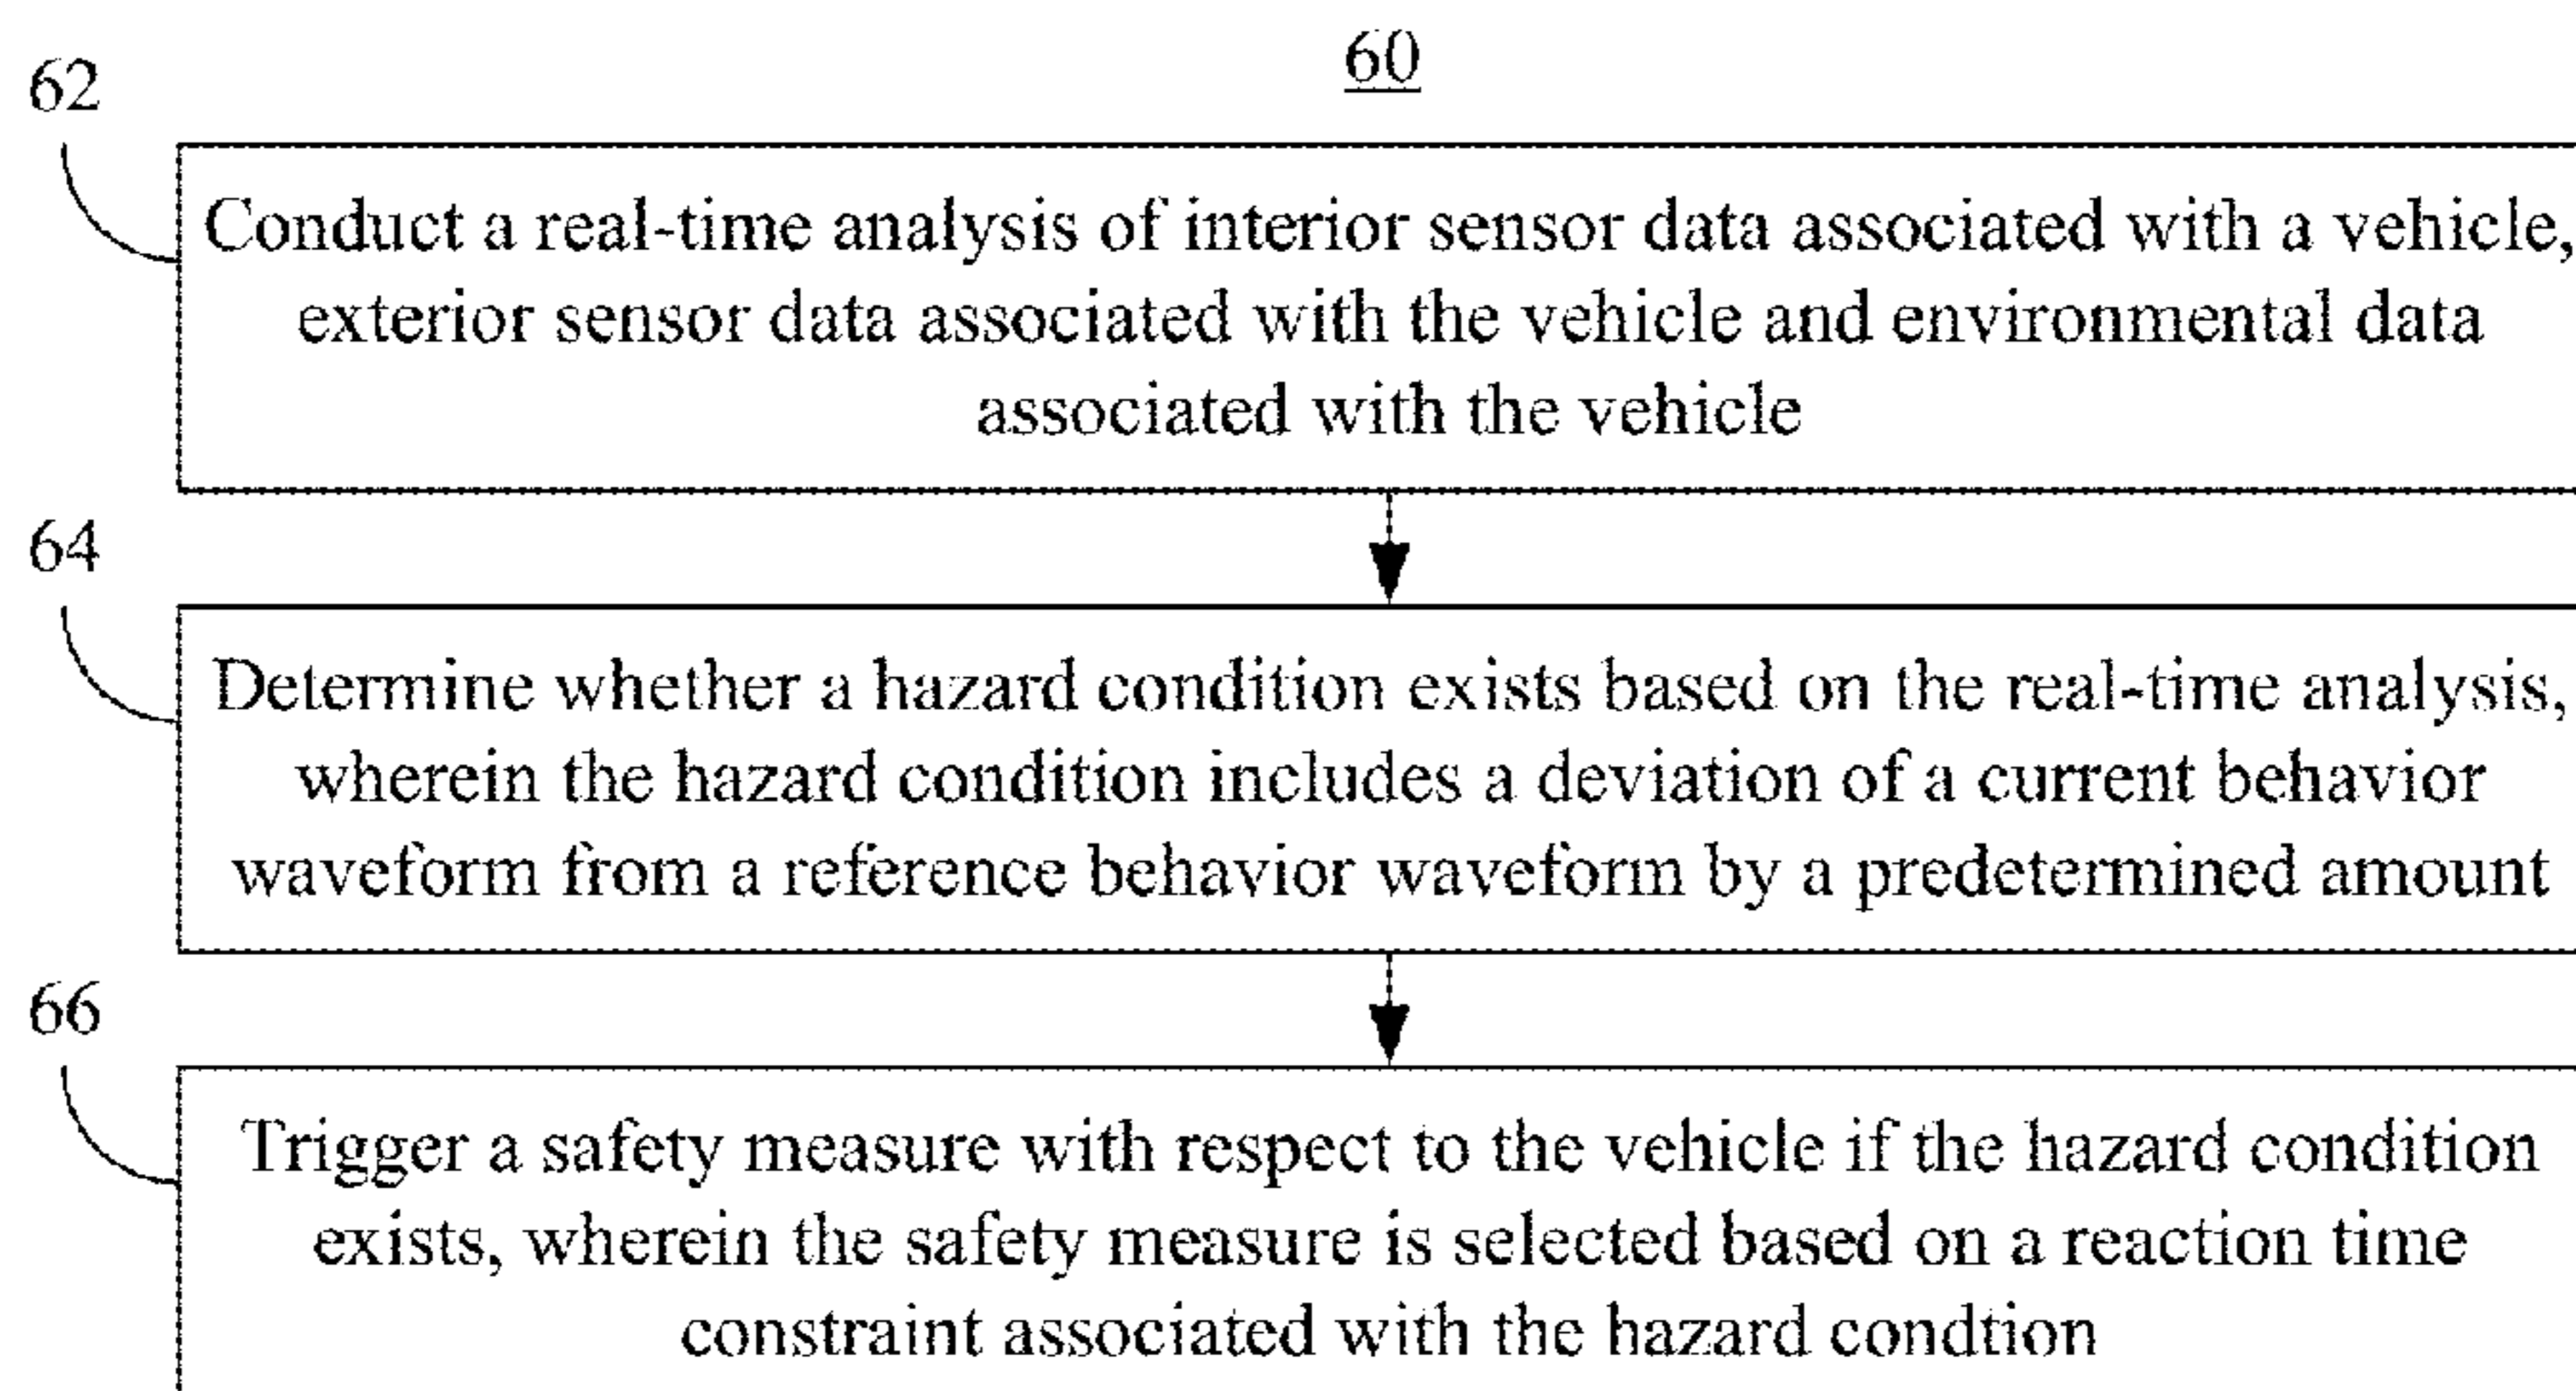 60
62
Conduct a real-time analysis of interior sensor data associated with a vehicle,
exterior sensor data associated with the vehicle and environmental data
associated with the vehicle
64
Determine whether a hazard condition exists based on the real-time analysis,
wherein the hazard condition includes a deviation of a current behavior
waveform from a reference behavior waveform by a predetermined amount
66
Trigger a safety measure with respect to the vehicle if the hazard condition
exists, wherein the safety measure is selected based on a reaction time
constraint associated with the hazard condtion